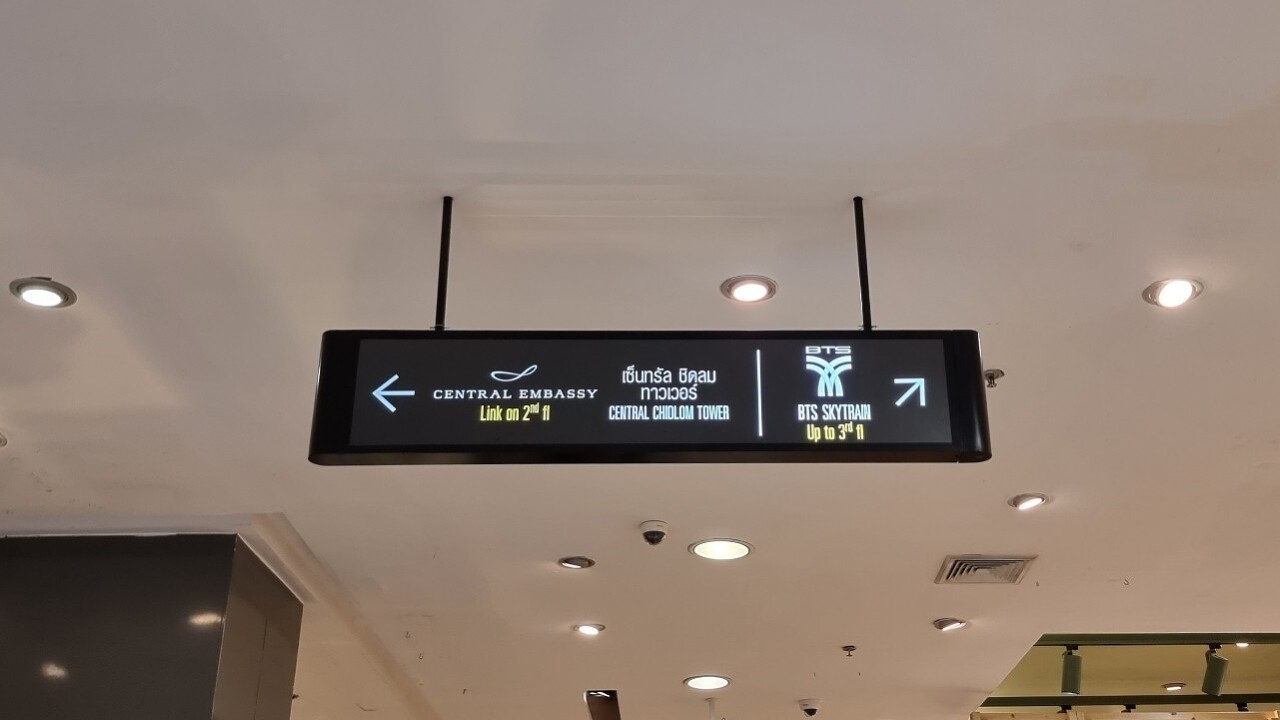 CENTRAL EMBASSY
Link on 2nd fl
เซ็นทรัล ชิดลม
ทาวเวอร์
CENTRAL CHIDLOM TOWER
BTS
BTS SKYTRAIN
Up to 3rd fl